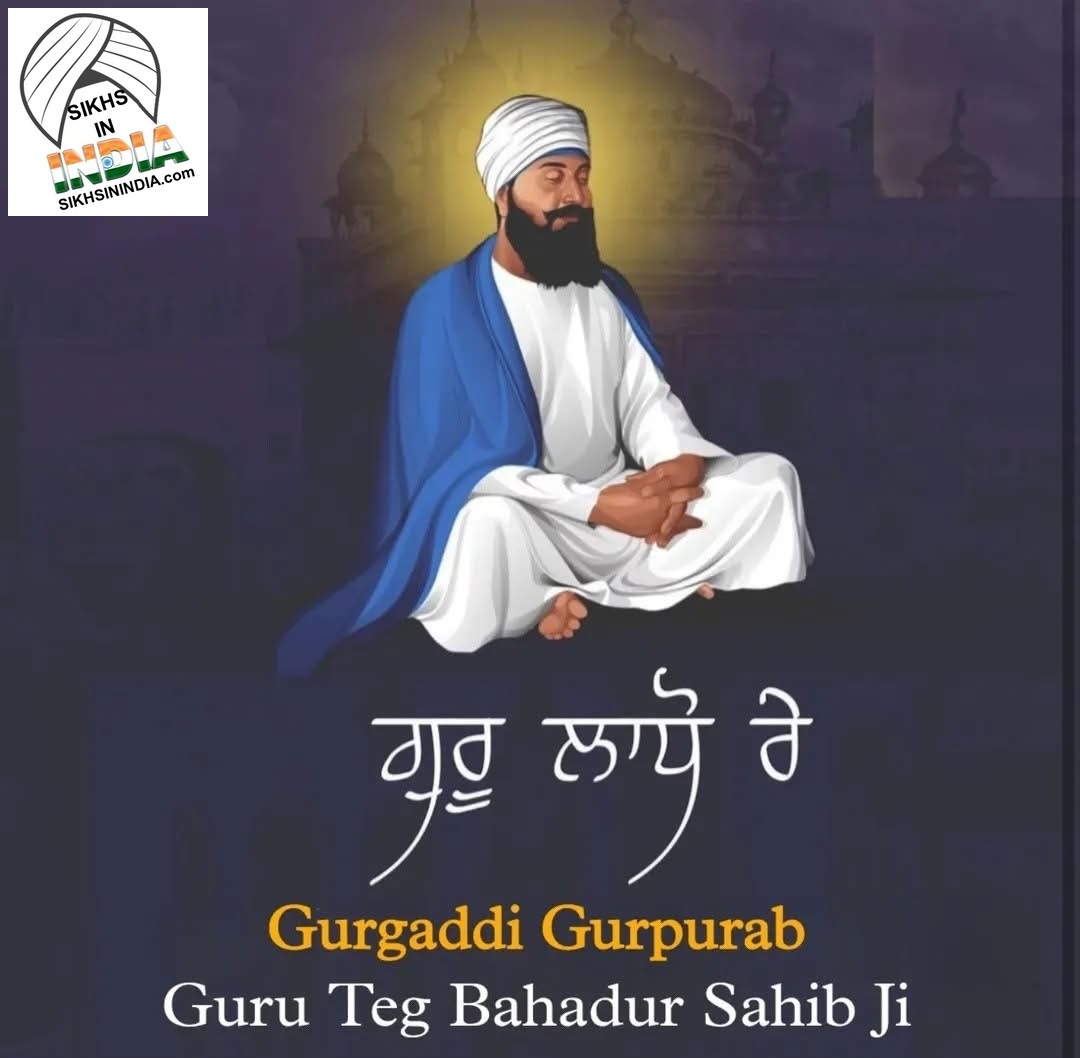 SIKHS
IN
INDIA
SIKHSININDIA.com
ਗੁਰੂ ਲਾਧੋ ਰੇ
Gurgaddi Gurpurab
Guru Teg Bahadur Sahib Ji